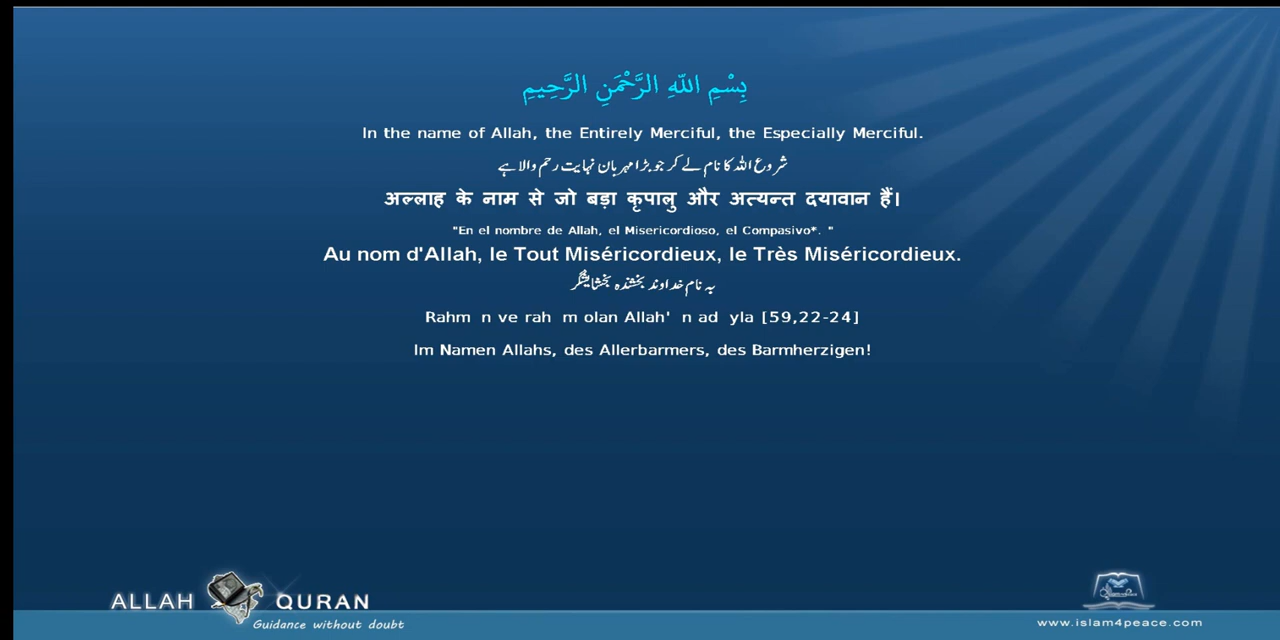 بِسْمِ اللَّهِ الرَّحْمَنِ الرَّحِيمِ
In the name of Allah, the Entirely Merciful, the Especially Merciful.
شروع الله کا نام لے کر جو بڑا مہربان نہایت رحم والا ہے
अल्लाह के नाम से जो बड़ा कृपालु और अत्यन्त दयावान हैं।
"En el nombre de Allah, el Misericordioso, el Compasivo*. "
Au nom d'Allah, le Tout Miséricordieux, le Très Miséricordieux.
به نام خداوند بخشنده بخشایشگر
Rahm n ve rah m olan Allah' n ad yla [59,22-24]
Im Namen Allahs, des Allerbarmers, des Barmherzigen!
ALLAH QURAN
Guidance without doubt
www.islam4peace.com